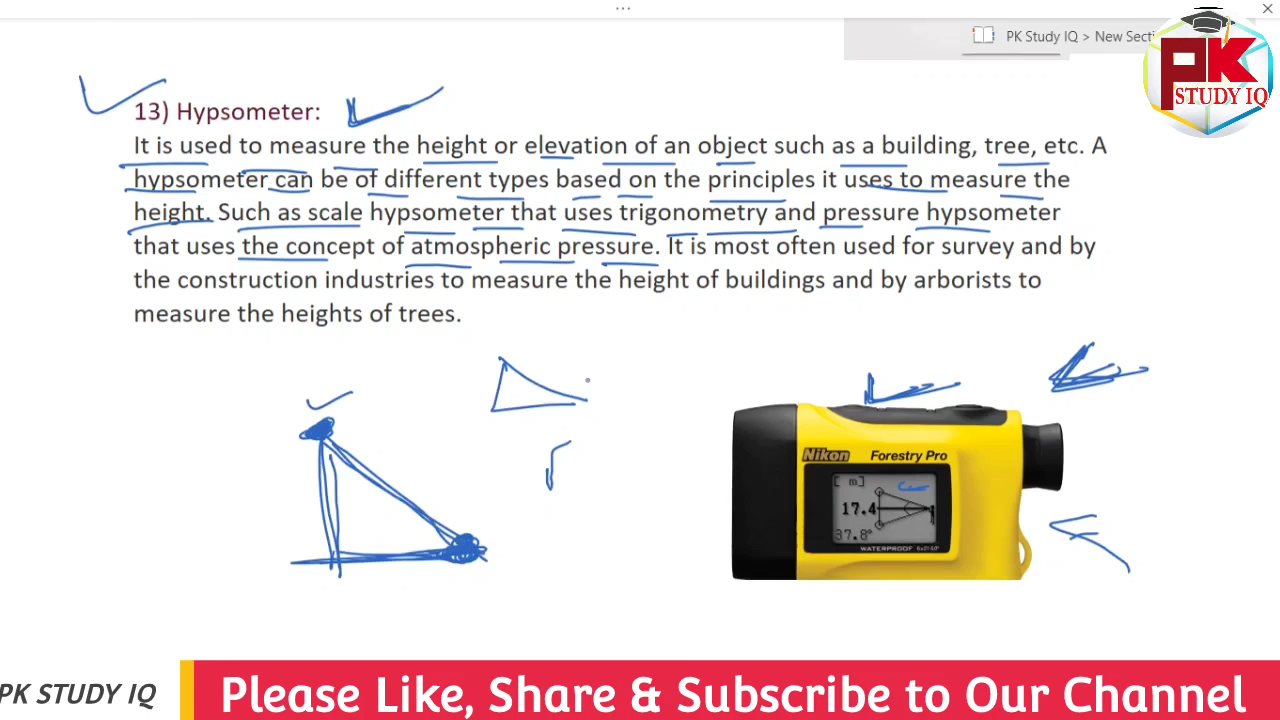 PK Study IQ > New Secti
PK
STUDY IQ
13) Hypsometer:
It is used to measure the height or elevation of an object such as a building, tree, etc. A
hypsometer can be of different types based on the principles it uses to measure the
height. Such as scale hypsometer that uses trigonometry and pressure hypsometer
that uses the concept of atmospheric pressure. It is most often used for survey and by
the construction industries to measure the height of buildings and by arborists to
measure the heights of trees.
Nikon Forestry Pro
[ m]
17.4
37.8°
WATERPROOF 6x21 6.0°
PK STUDY IQ
Please Like, Share & Subscribe to Our Channel